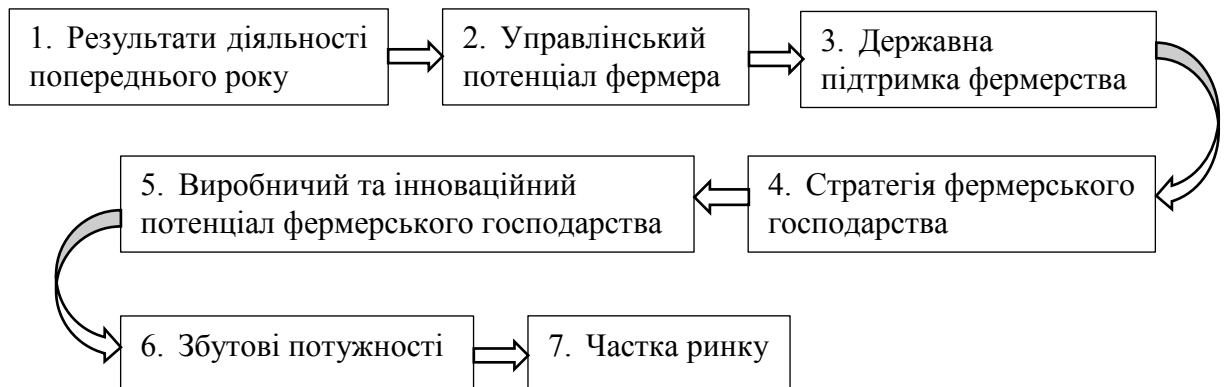 1. Результати діяльності
попереднього року
2. Управлінський
потенціал фермера
3. Державна
підтримка фермерства
4. Стратегія фермерського
господарства
5. Виробничий та інноваційний
потенціал фермерського господарства
6. Збутові потужності
7. Частка ринку